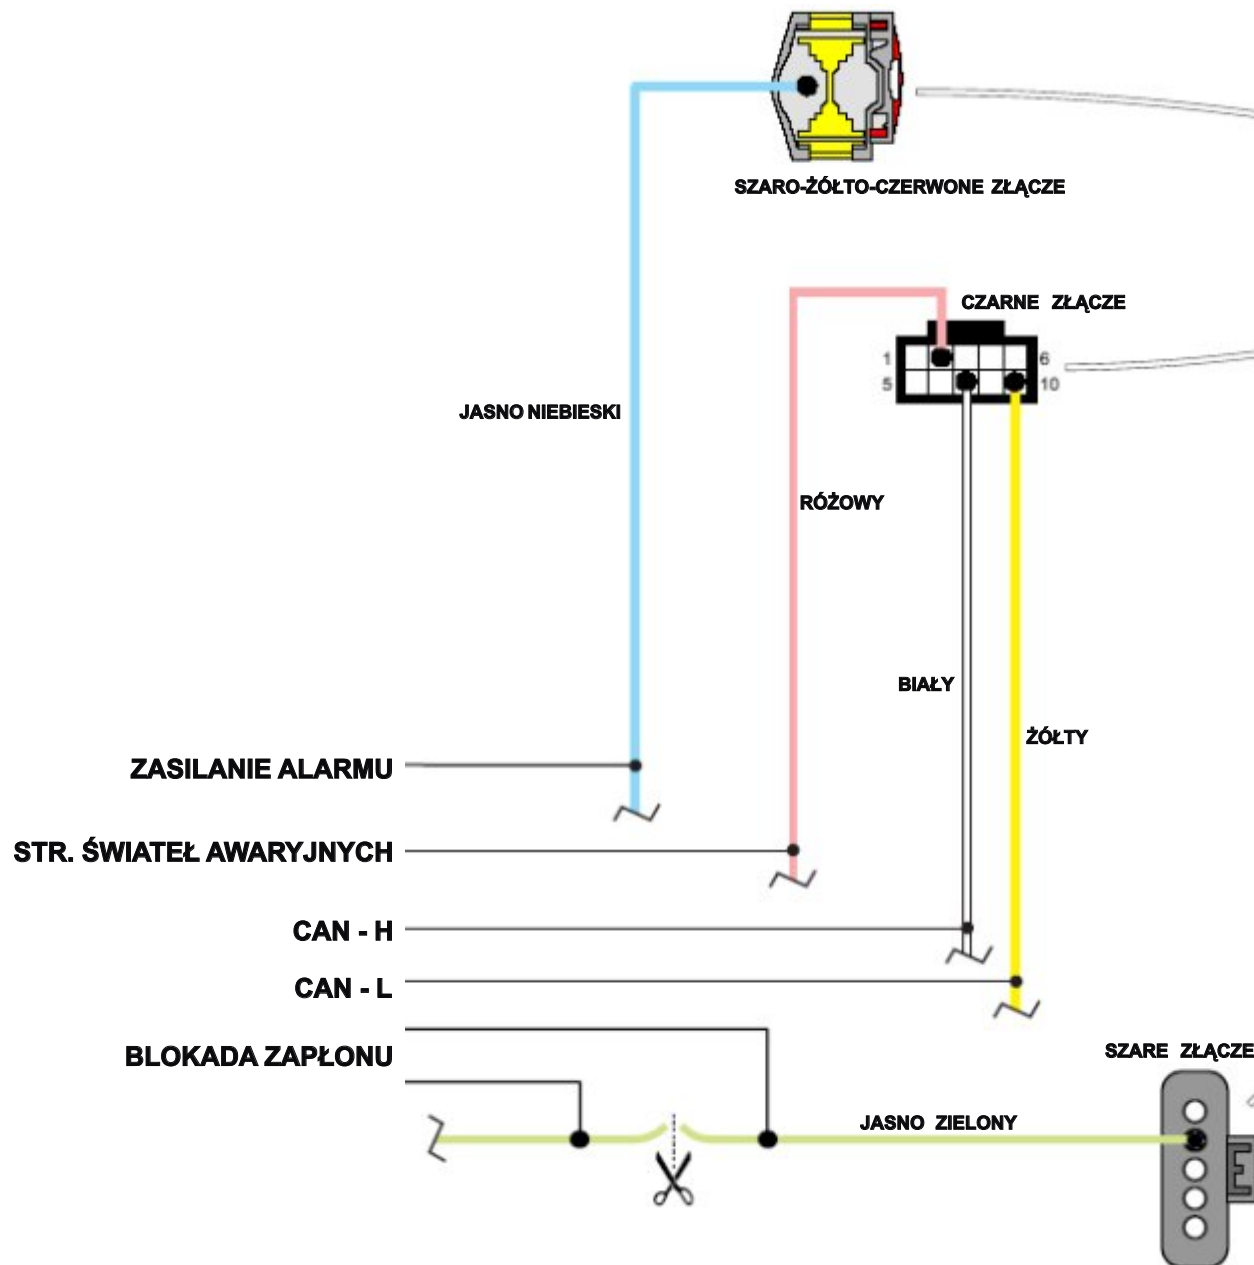 SZARO-ŻÓŁTO-CZERWONE ZŁĄCZE
CZARNE ZŁĄCZE
1
6
5
10
JASNO NIEBIESKI
RÓŻOWY
BIAŁY
ŻÓŁTY
ZASILANIE ALARMU
STR. ŚWIATEŁ AWARYJNYCH
CAN - H
CAN - L
BLOKADA ZAPŁONU
SZARE ZŁĄCZE
JASNO ZIELONY